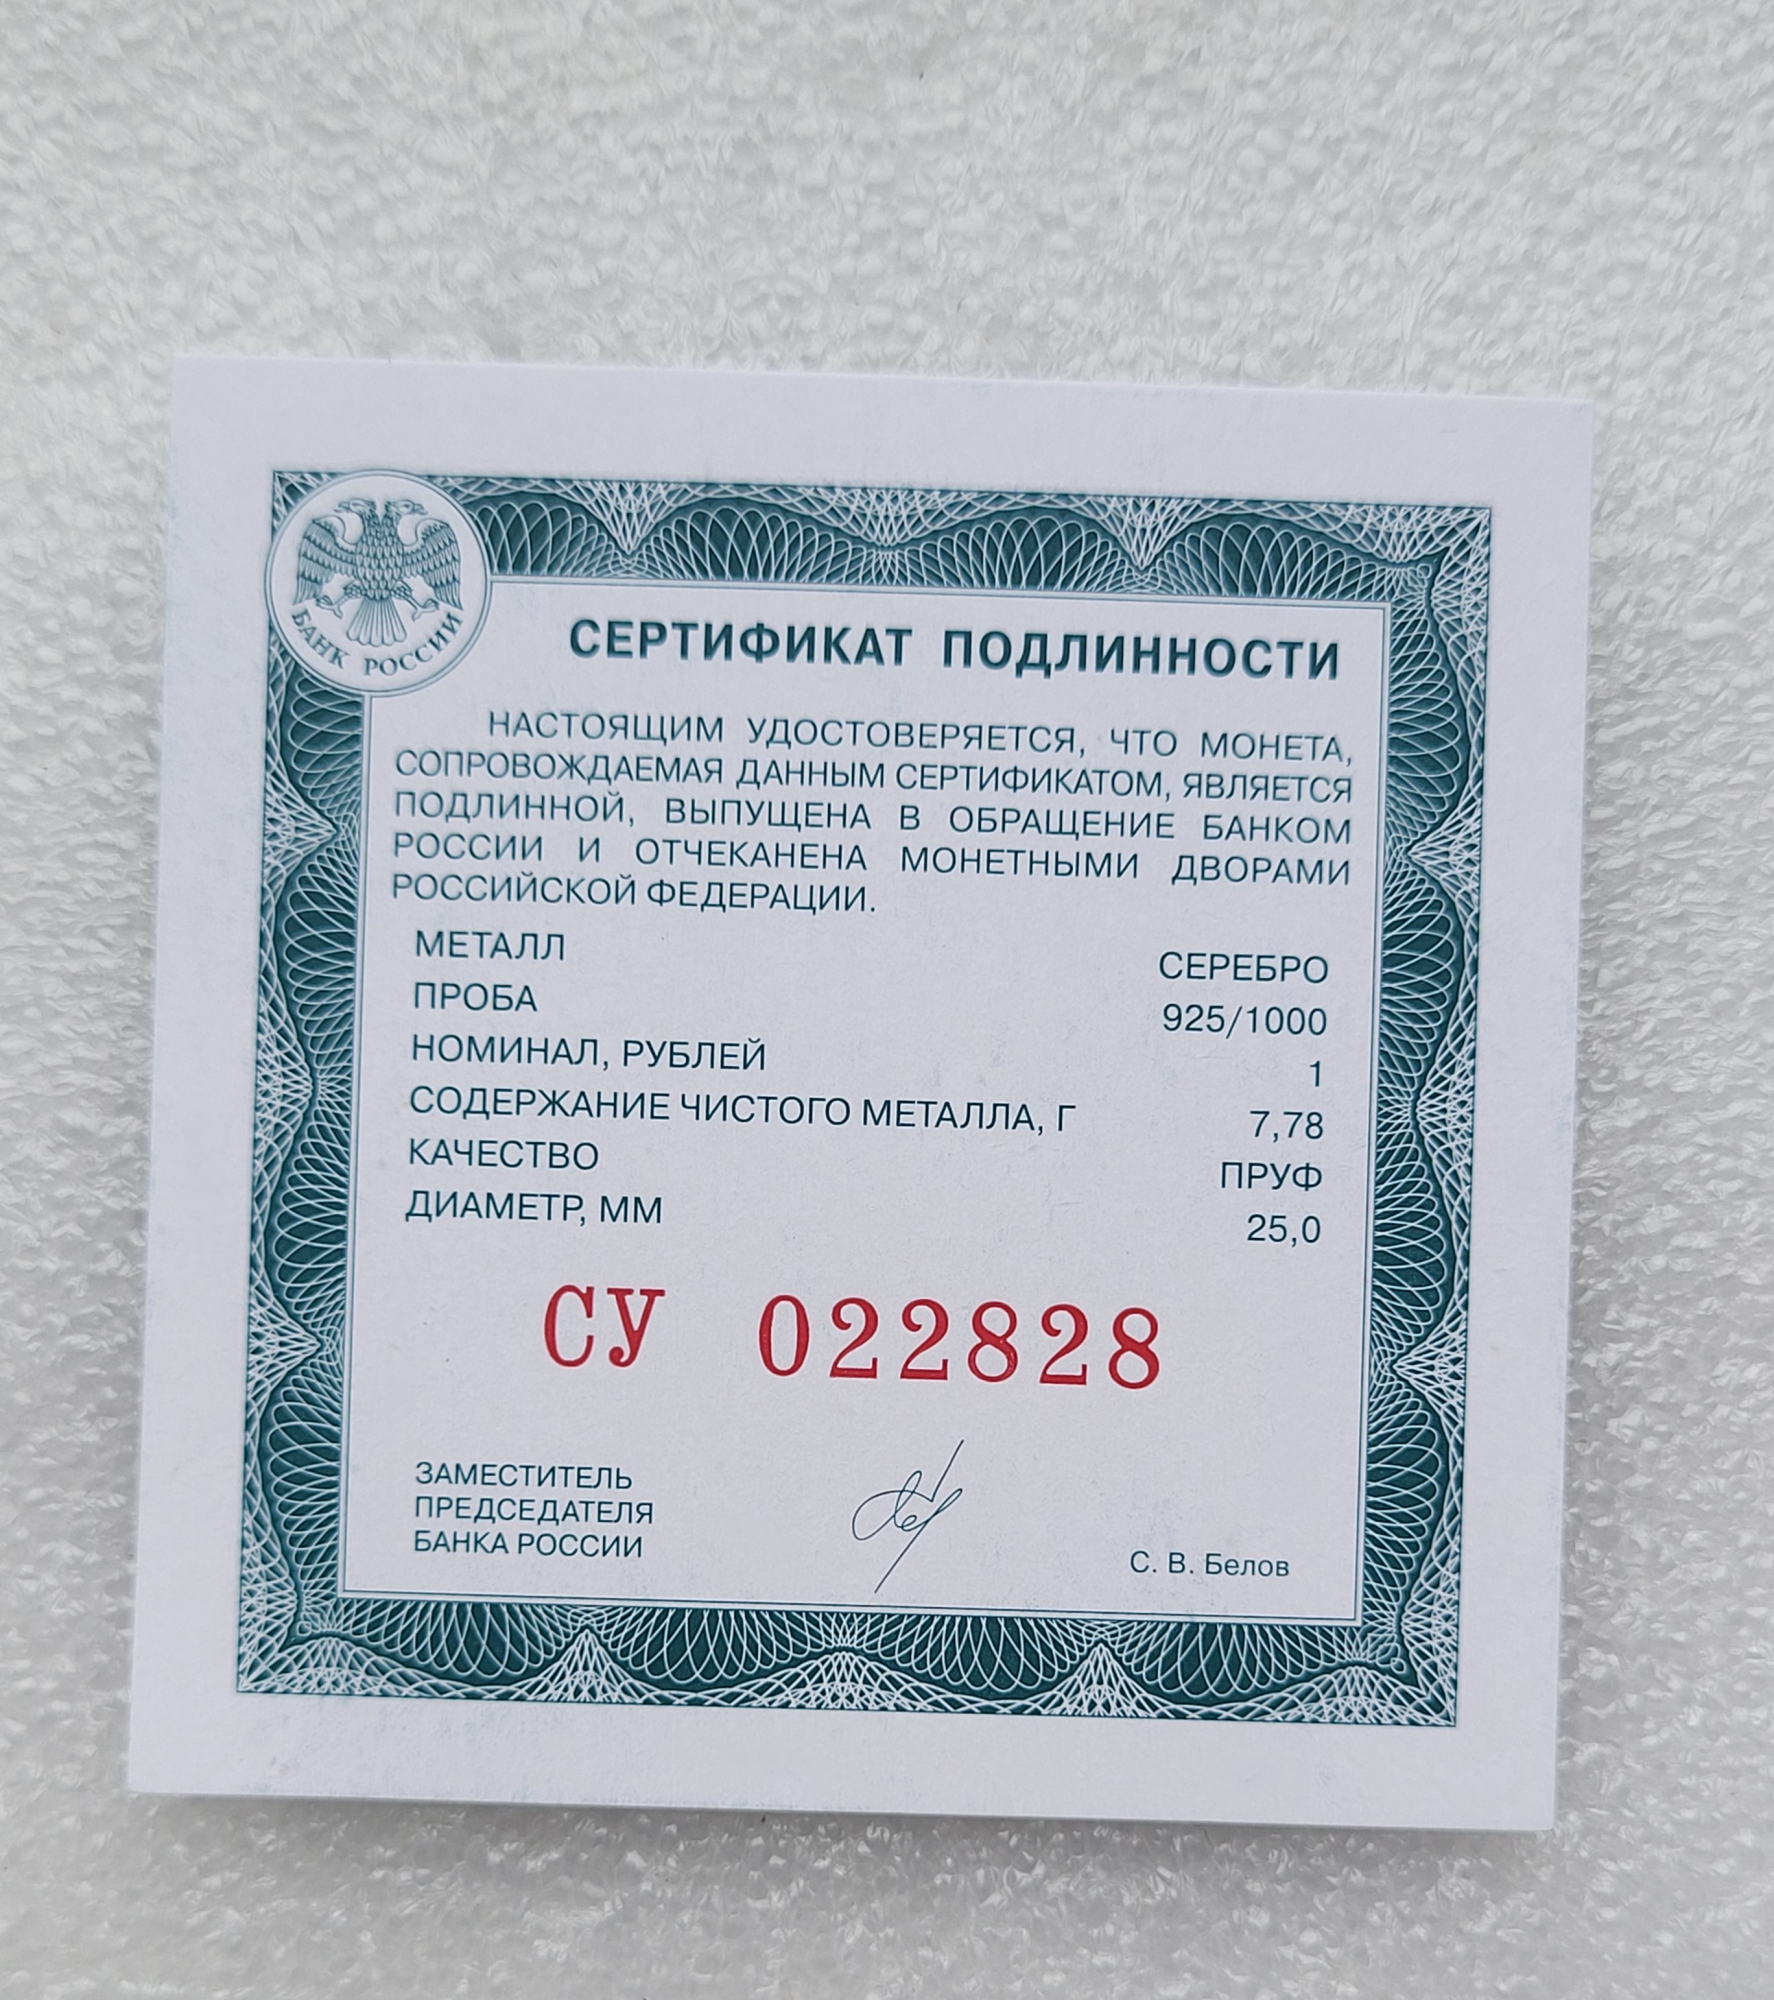 БАНК РОССИИ
СЕРТИФИКАТ ПОДЛИННОСТИ
НАСТОЯЩИМ УДОСТОВЕРЯЕТСЯ, ЧТО МОНЕТА,
СОПРОВОЖДАЕМАЯ ДАННЫМ СЕРТИФИКАТОМ, ЯВЛЯЕТСЯ
ПОДЛИННОЙ, ВЫПУЩЕНА В ОБРАЩЕНИЕ БАНКОМ
РОССИИ И ОТЧЕКАНЕНА МОНЕТНЫМИ ДВОРАМИ
РОССИЙСКОЙ ФЕДЕРАЦИИ.
МЕТАЛЛ СЕРЕБРО
ПРОБА 925/1000
НОМИНАЛ, РУБЛЕЙ 1
СОДЕРЖАНИЕ ЧИСТОГО МЕТАЛЛА, Г 7,78
КАЧЕСТВО ПРУФ
ДИАМЕТР, ММ 25,0
СУ 022828
ЗАМЕСТИТЕЛЬ
ПРЕДСЕДАТЕЛЯ
БАНКА РОССИИ
С. В. Белов